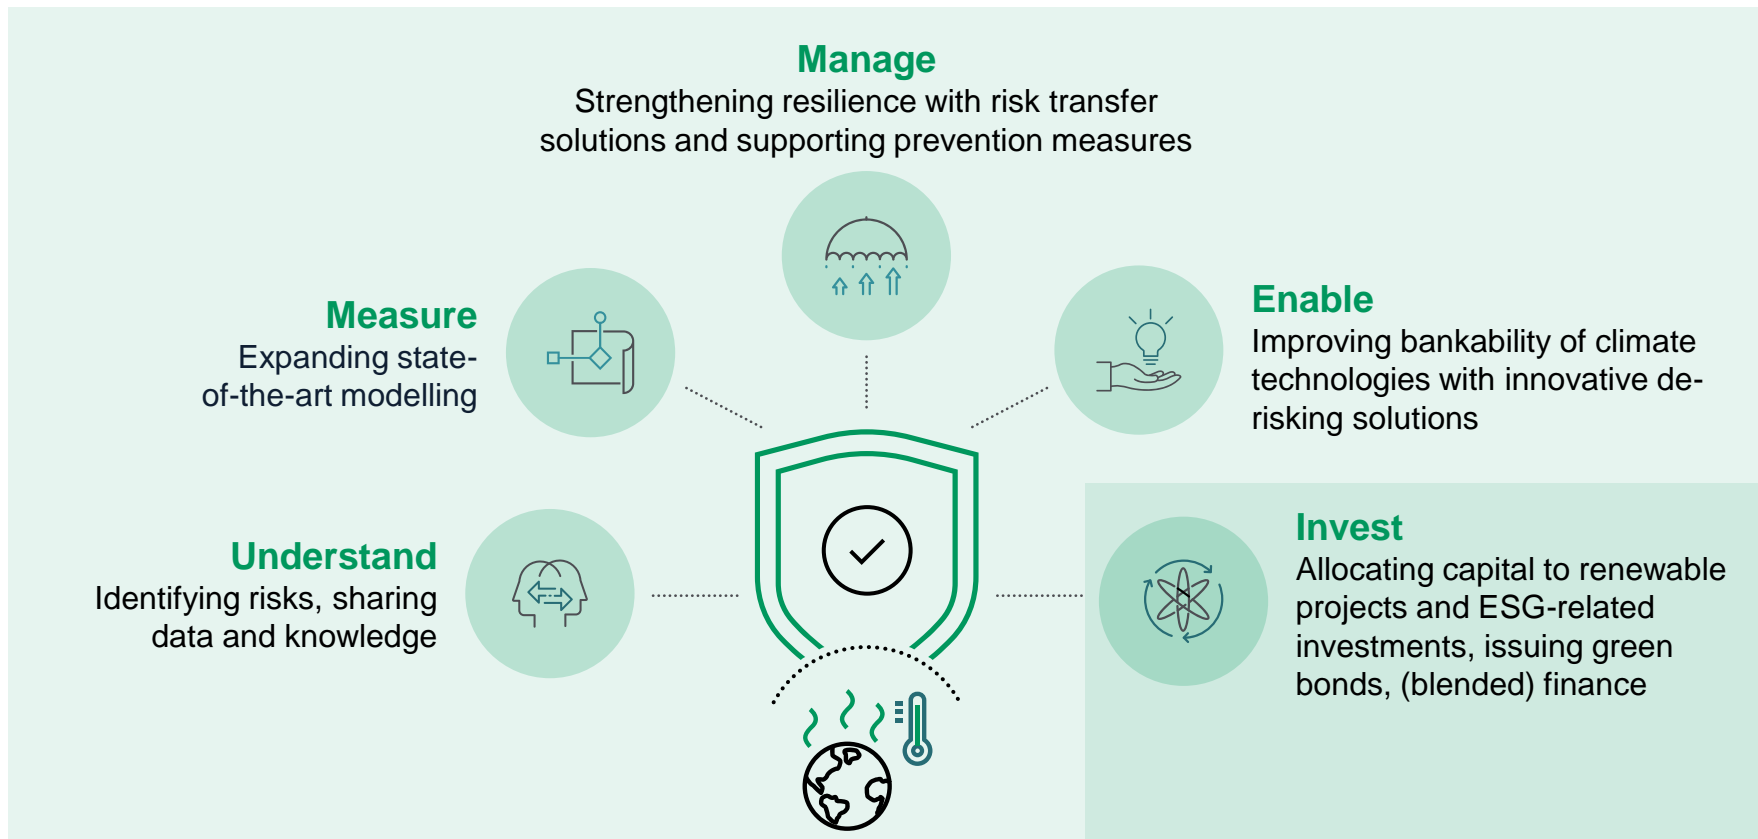 Manage
Strengthening resilience with risk transfer
solutions and supporting prevention measures
Measure
Expanding state-
of-the-art modelling
Enable
Improving bankability of climate
technologies with innovative de-
risking solutions
Understand
Identifying risks, sharing
data and knowledge
Invest
Allocating capital to renewable
projects and ESG-related
investments, issuing green
bonds, (blended) finance